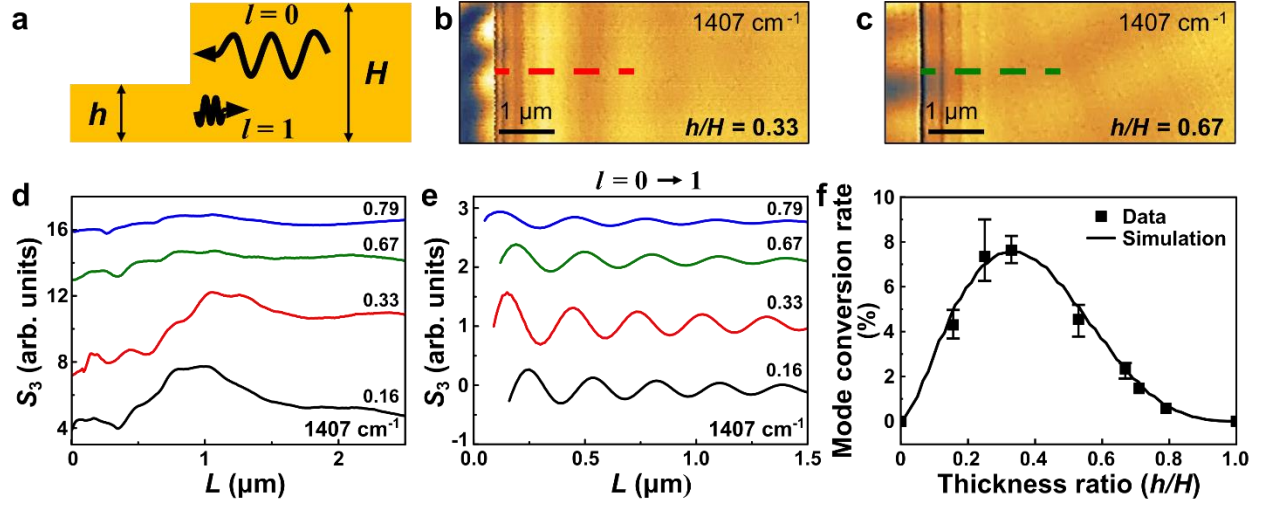 a
l = 0
H
h
l = 1
b
1407 cm⁻¹
1 μm
h/H = 0.33
c
1407 cm⁻¹
1 μm
h/H = 0.67
d
S₃ (arb. units)
16
12
8
4
0.79
0.67
0.33
0.16
1407 cm⁻¹
0
1
2
L (μm)
e
l = 0 → 1
S₃ (arb. units)
3
2
1
0
-1
0.79
0.67
0.33
0.16
0.0
0.5
1.0
1.5
L (μm)
f
Mode conversion rate
(%)
10
8
6
4
2
0
Data
Simulation
0.0
0.2
0.4
0.6
0.8
1.0
Thickness ratio (h/H)